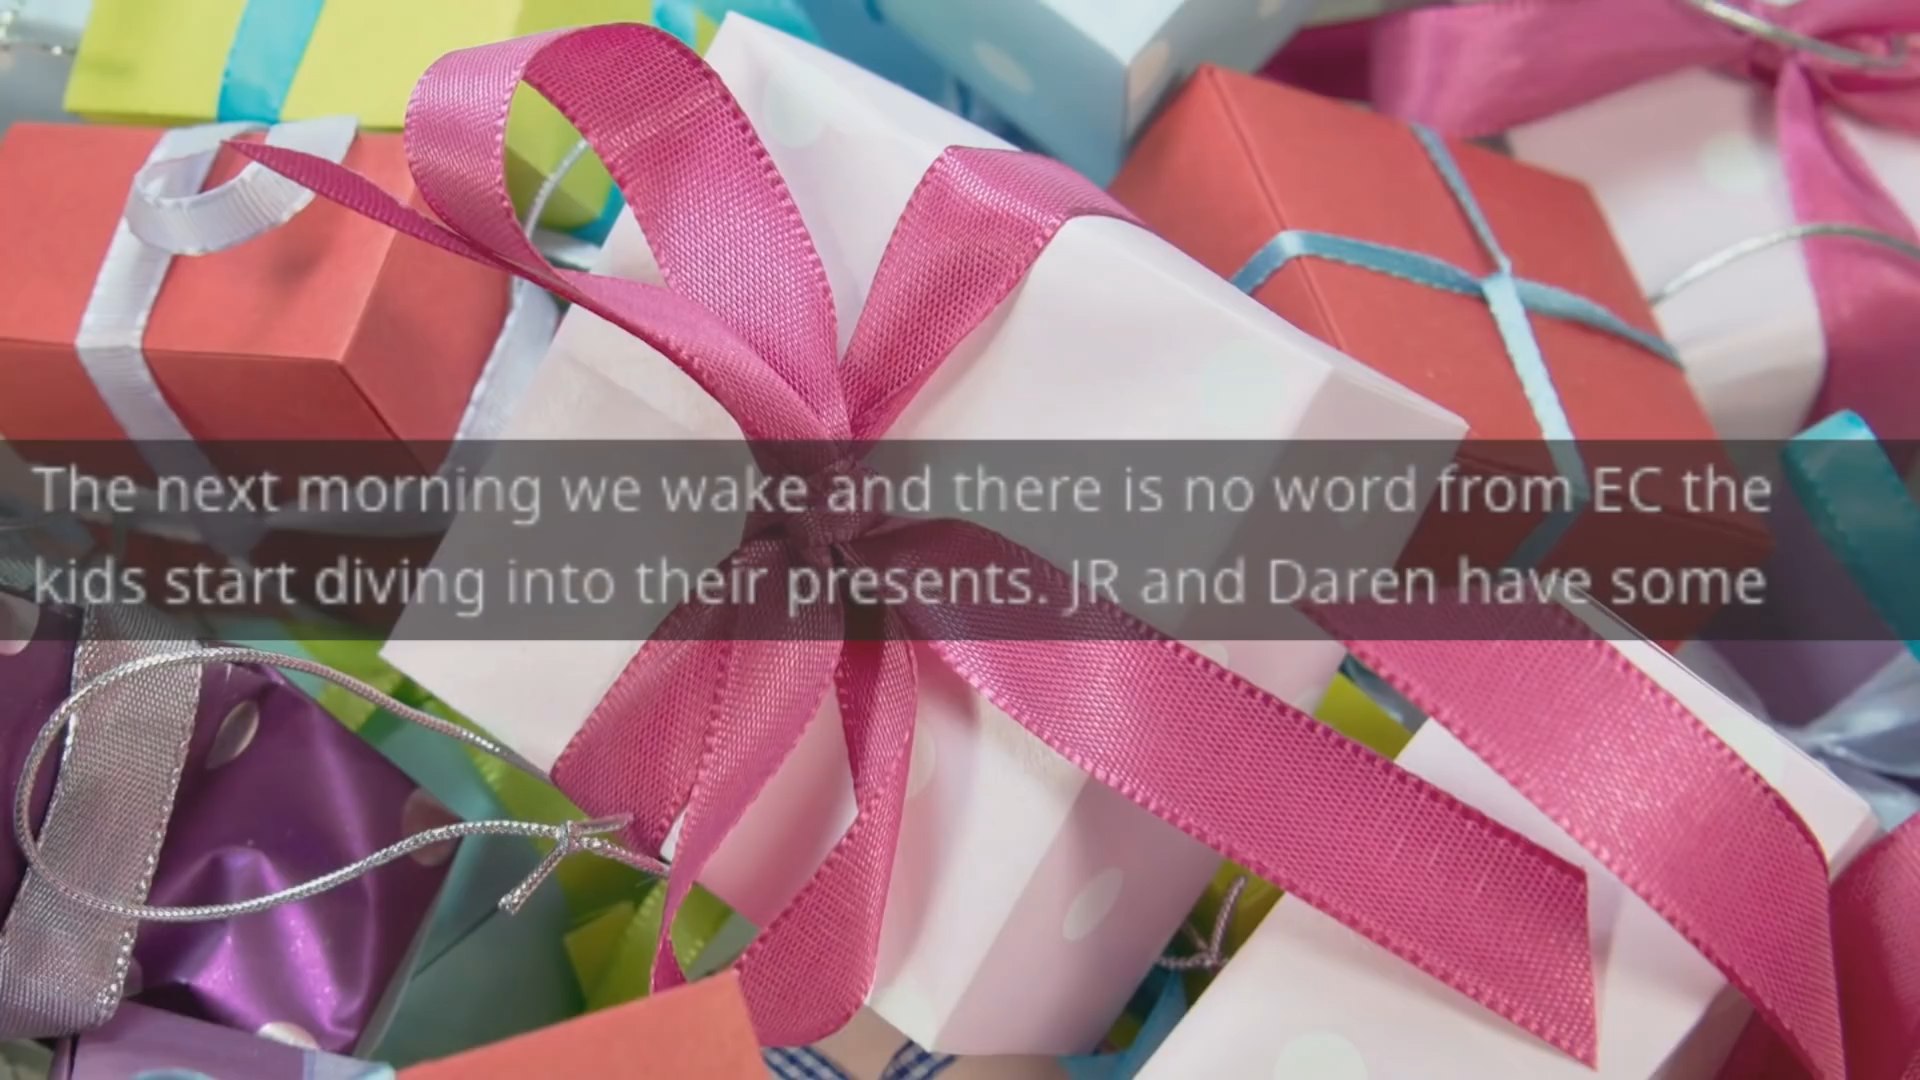 The next morning we wake and there is no word from EC the
kids start diving into their presents. JR and Daren have some